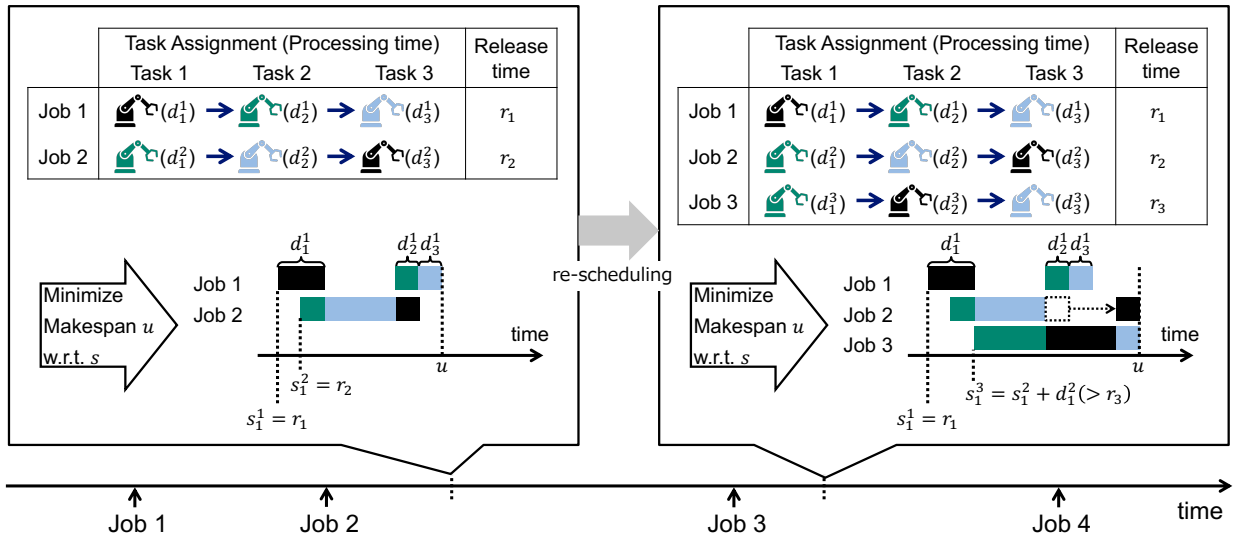 Task Assignment (Processing time) Release time
Task 1 Task 2 Task 3
Job 1 (d_1^1) (d_2^1) (d_3^1) r_1
Job 2 (d_1^2) (d_2^2) (d_3^2) r_2
Minimize
Makespan u
w.r.t. s
d_1^1 d_2^1 d_3^1
Job 1
Job 2
time
u
s_1^2 = r_2
s_1^1 = r_1
re-scheduling
Task Assignment (Processing time) Release time
Task 1 Task 2 Task 3
Job 1 (d_1^1) (d_2^1) (d_3^1) r_1
Job 2 (d_1^2) (d_2^2) (d_3^2) r_2
Job 3 (d_1^3) (d_2^3) (d_3^3) r_3
Minimize
Makespan u
w.r.t. s
d_1^1 d_2^1 d_3^1
Job 1
Job 2
Job 3
time
u
s_1^3 = s_1^2 + d_1^2(> r_3)
s_1^1 = r_1
time
Job 1 Job 2 Job 3 Job 4